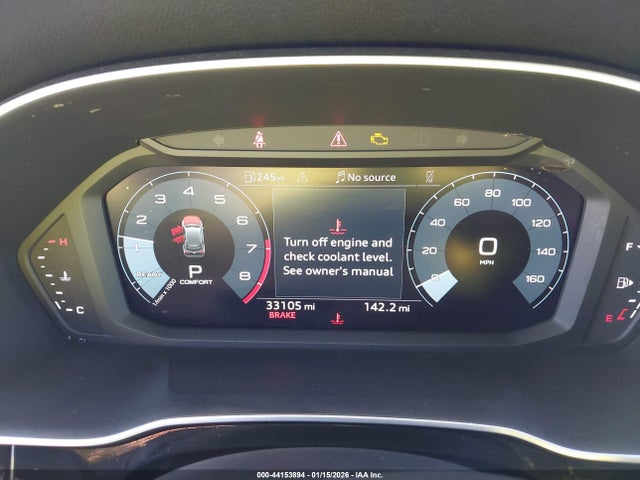 245mi
No source
1 2 3 4 5 6 7 8
READY
1/min x 1000
P
COMFORT
Turn off engine and
check coolant level.
See owner's manual
0 20 40 60 80 100 120 140 160
0
MPH
H
C
F
E
33105 mi
142.2 mi
BRAKE
000-44153894 - 01/15/2026 - IAA Inc.